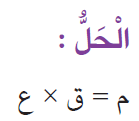 الْحَلُّ :
م = ق × ع